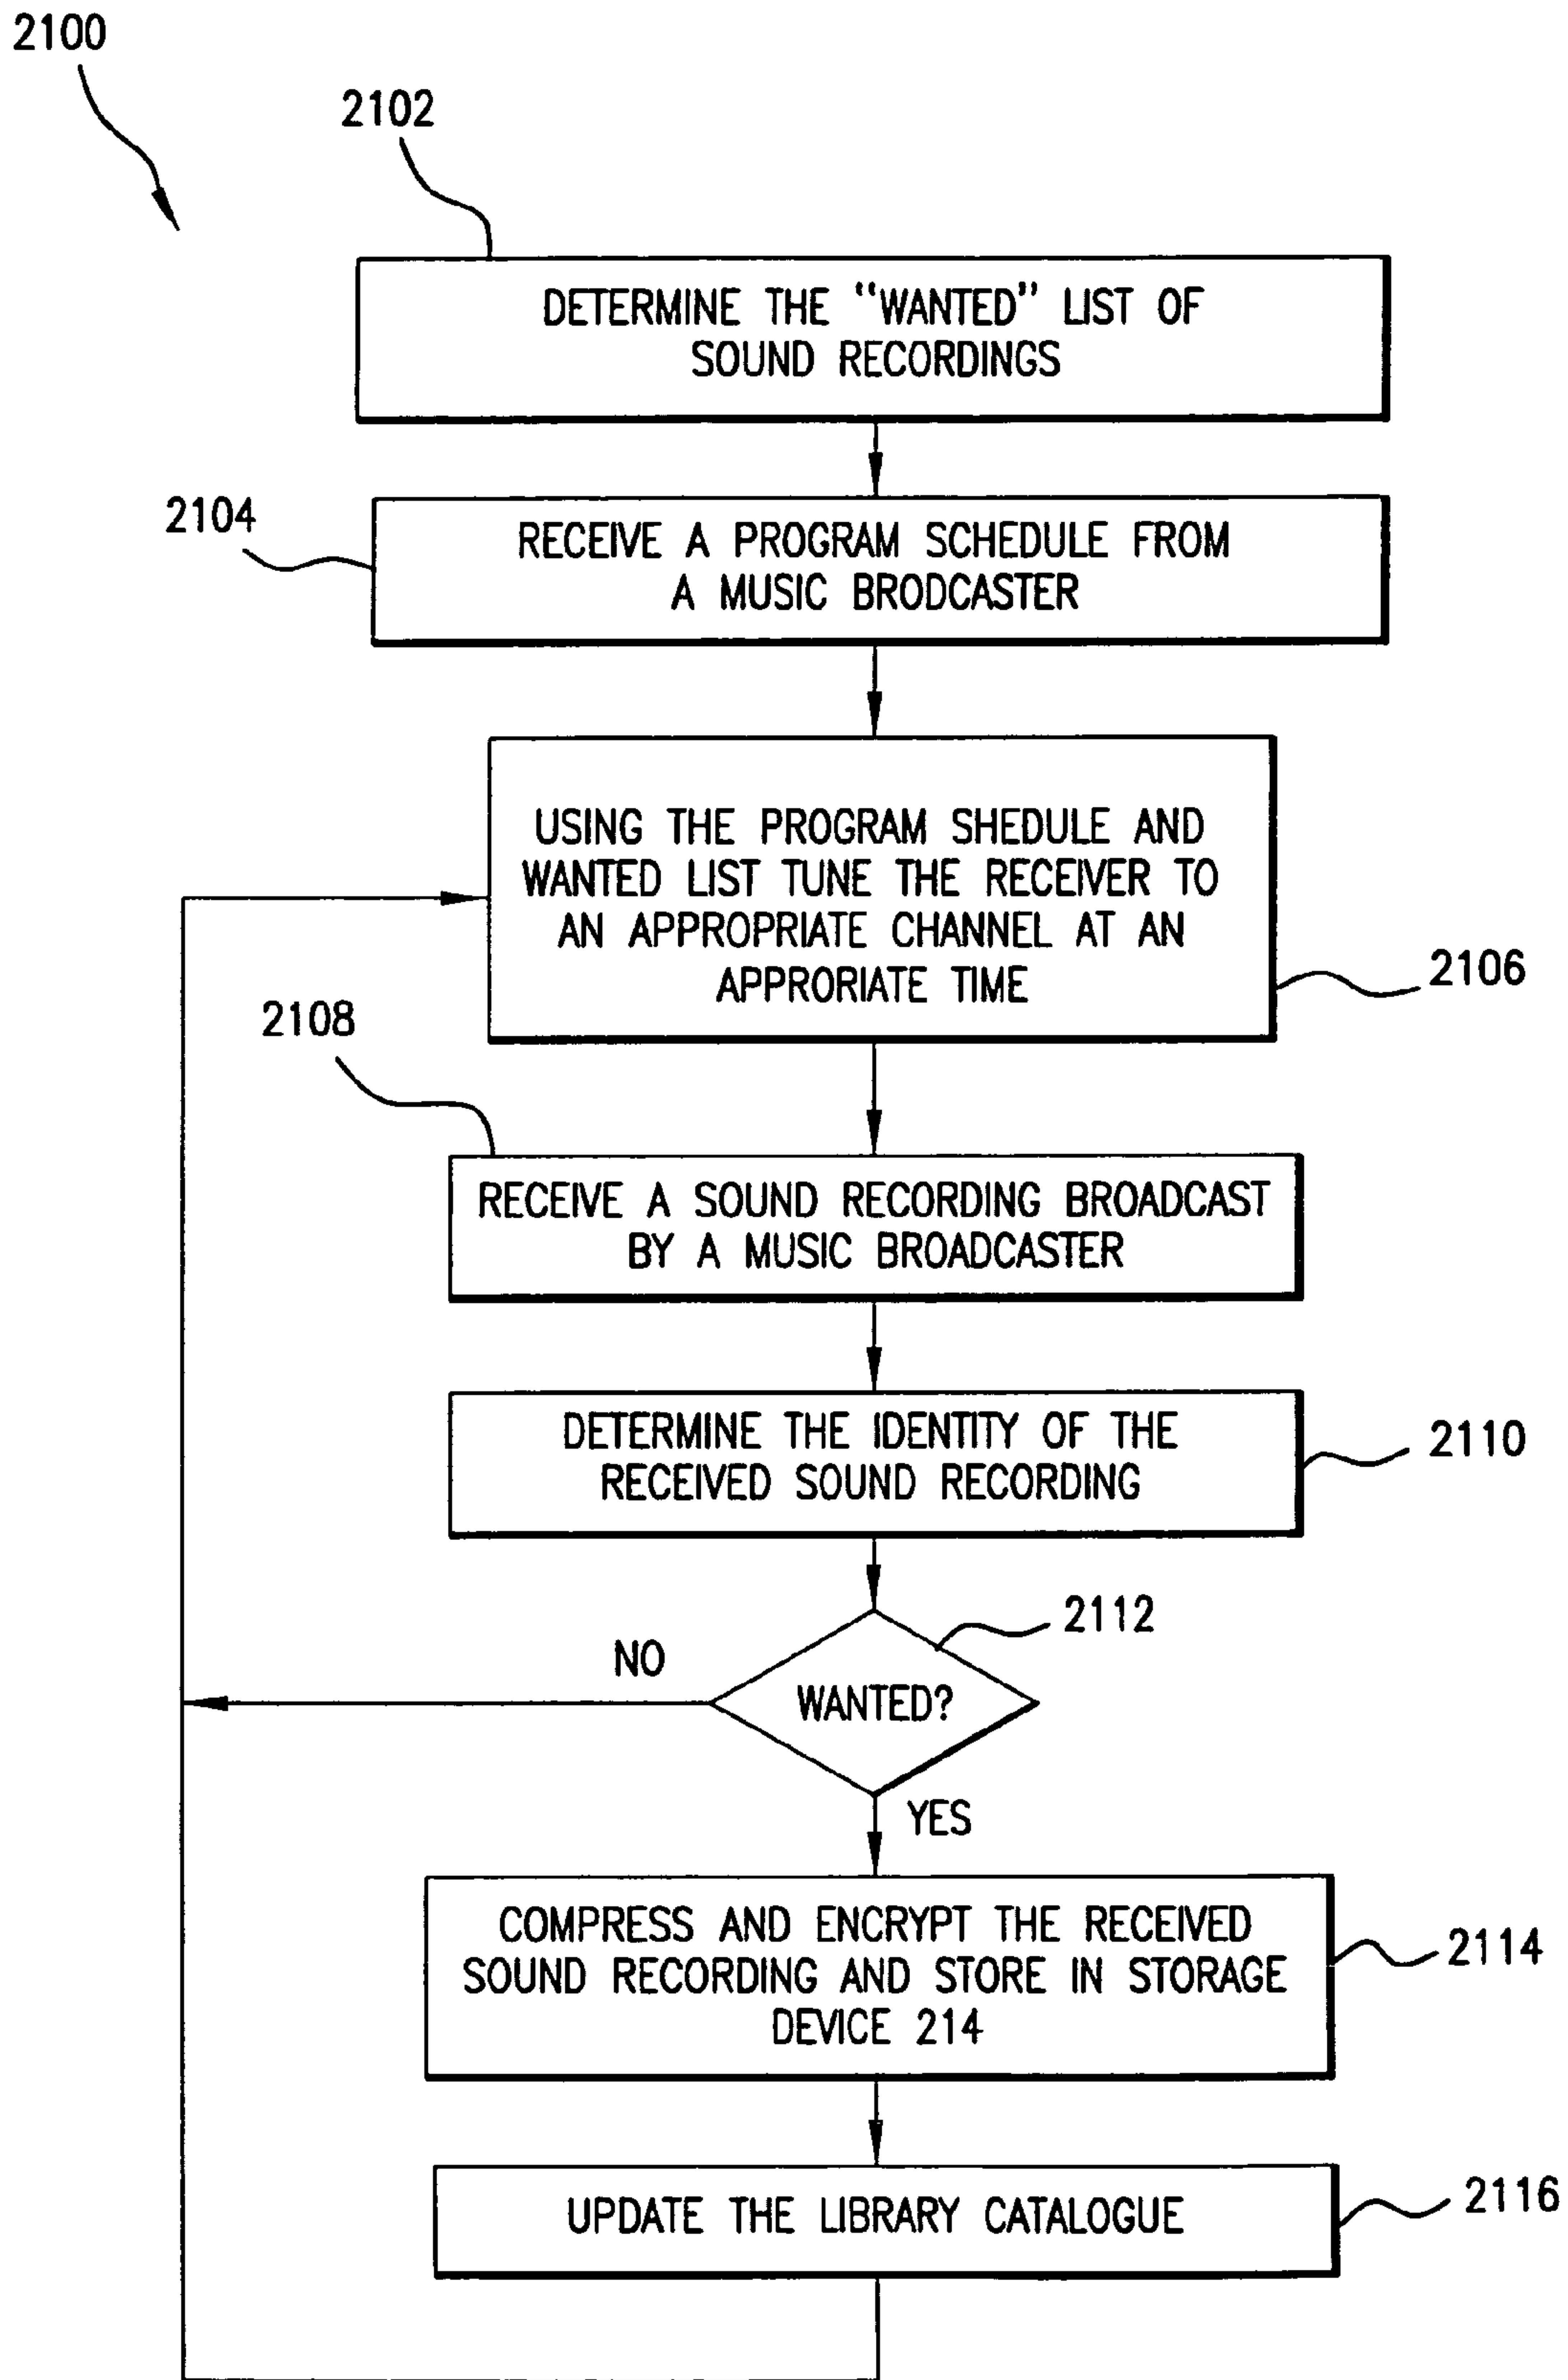 2100
2102
DETERMINE THE “WANTED” LIST OF
SOUND RECORDINGS
2104
RECEIVE A PROGRAM SCHEDULE FROM
A MUSIC BRODCASTER
USING THE PROGRAM SHEDULE AND
WANTED LIST TUNE THE RECEIVER TO
AN APPROPRIATE CHANNEL AT AN
APPRORIATE TIME
2106
2108
RECEIVE A SOUND RECORDING BROADCAST
BY A MUSIC BROADCASTER
DETERMINE THE IDENTITY OF THE
RECEIVED SOUND RECORDING
2110
2112
NO
WANTED?
YES
COMPRESS AND ENCRYPT THE RECEIVED
SOUND RECORDING AND STORE IN STORAGE
DEVICE 214
2114
UPDATE THE LIBRARY CATALOGUE
2116